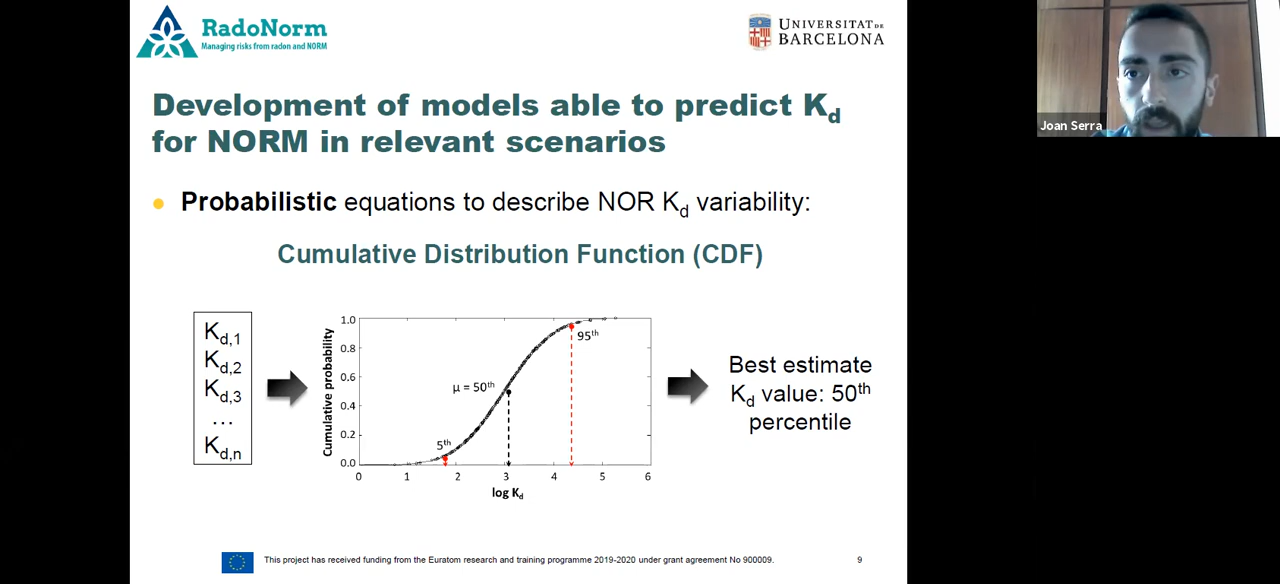 RadoNorm
Managing risks from radon and NORM
UNIVERSITAT DE
BARCELONA
Joan Serra
Development of models able to predict Kd
for NORM in relevant scenarios
Probabilistic equations to describe NOR Kd variability:
Cumulative Distribution Function (CDF)
Kd,1
Kd,2
Kd,3
...
Kd,n
Cumulative probability
1.0
0.8
0.6
0.4
0.2
0.0
95th
μ = 50th
5th
0 1 2 3 4 5 6
log Kd
Best estimate
Kd value: 50th
percentile
This project has received funding from the Euratom research and training programme 2019-2020 under grant agreement No 900009.
9